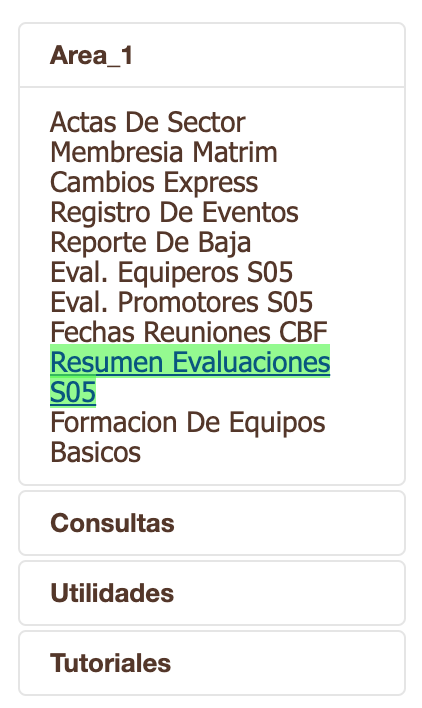 Area_1
Actas De Sector
Membresia Matrim
Cambios Express
Registro De Eventos
Reporte De Baja
Eval. Equiperos S05
Eval. Promotores S05
Fechas Reuniones CBF
Resumen Evaluaciones
S05
Formacion De Equipos
Basicos
Consultas
Utilidades
Tutoriales